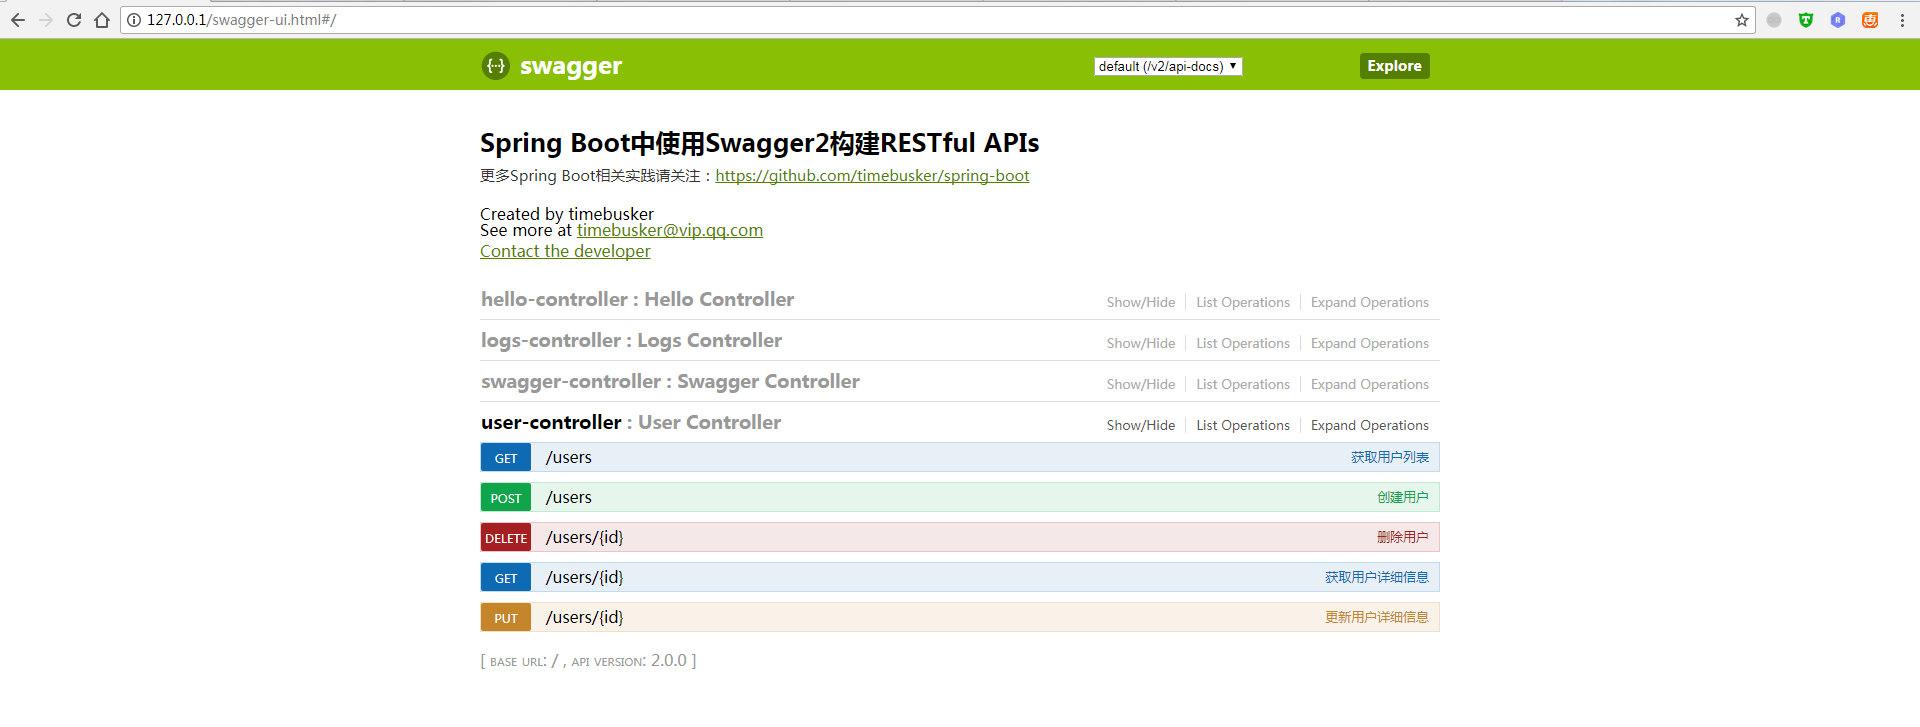 127.0.0.1/swagger-ui.html#/
{···} swagger default (/v2/api-docs) Explore
Spring Boot中使用Swagger2构建RESTful APIs
更多Spring Boot相关实践请关注：https://github.com/timebusker/spring-boot
Created by timebusker
See more at timebusker@vip.qq.com
Contact the developer
hello-controller : Hello Controller Show/Hide List Operations Expand Operations
logs-controller : Logs Controller Show/Hide List Operations Expand Operations
swagger-controller : Swagger Controller Show/Hide List Operations Expand Operations
user-controller : User Controller Show/Hide List Operations Expand Operations
GET /users 获取用户列表
POST /users 创建用户
DELETE /users/{id} 删除用户
GET /users/{id} 获取用户详细信息
PUT /users/{id} 更新用户详细信息
[ BASE URL: / , API VERSION: 2.0.0 ]